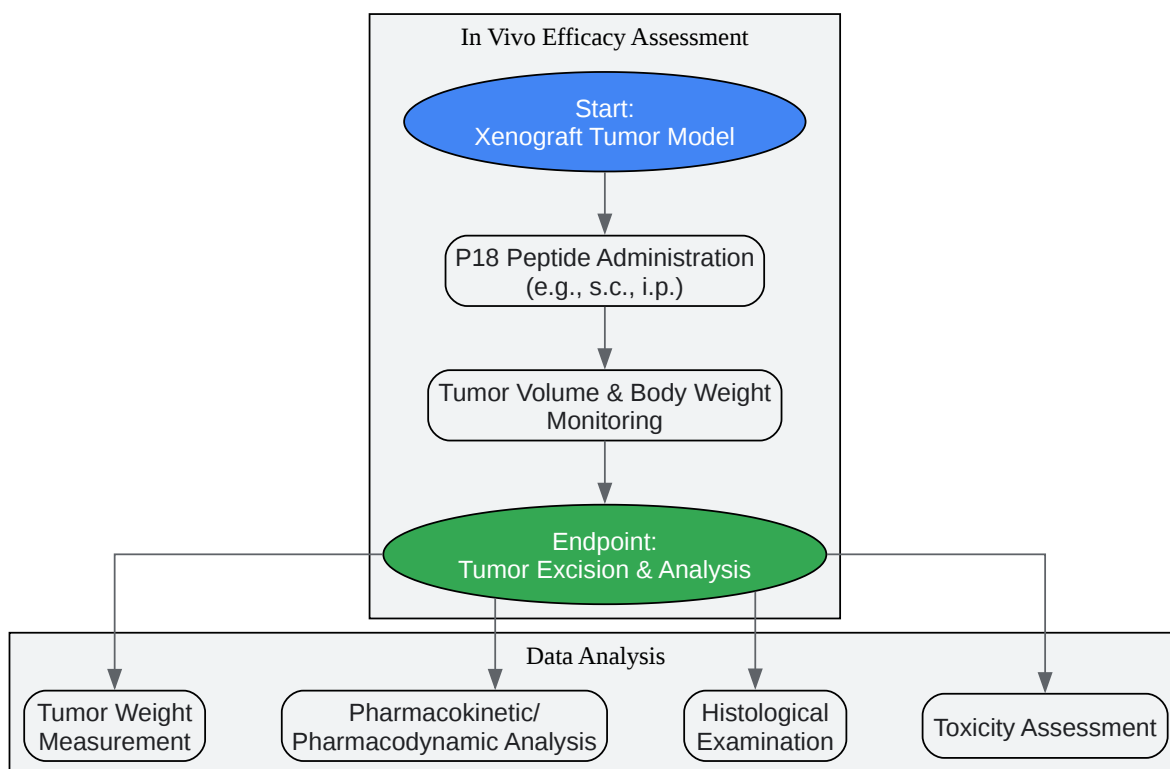 In Vivo Efficacy Assessment
Start:
Xenograft Tumor Model
P18 Peptide Administration
(e.g., s.c., i.p.)
Tumor Volume & Body Weight
Monitoring
Endpoint:
Tumor Excision & Analysis
Data Analysis
Tumor Weight
Measurement
Pharmacokinetic/
Pharmacodynamic Analysis
Histological
Examination
Toxicity Assessment